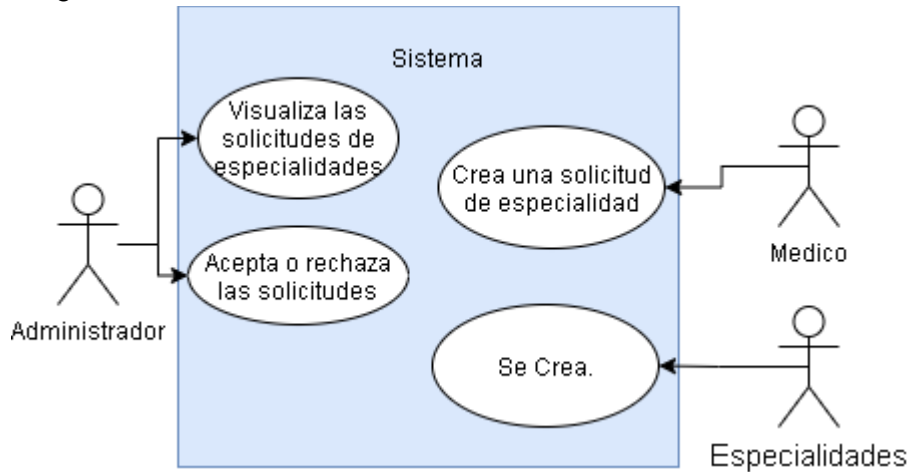 Sistema
Visualiza las
solicitudes de
especialidades
Crea una solicitud
de especialidad
Medico
Acepta o rechaza
las solicitudes
Administrador
Se Crea.
Especialidades